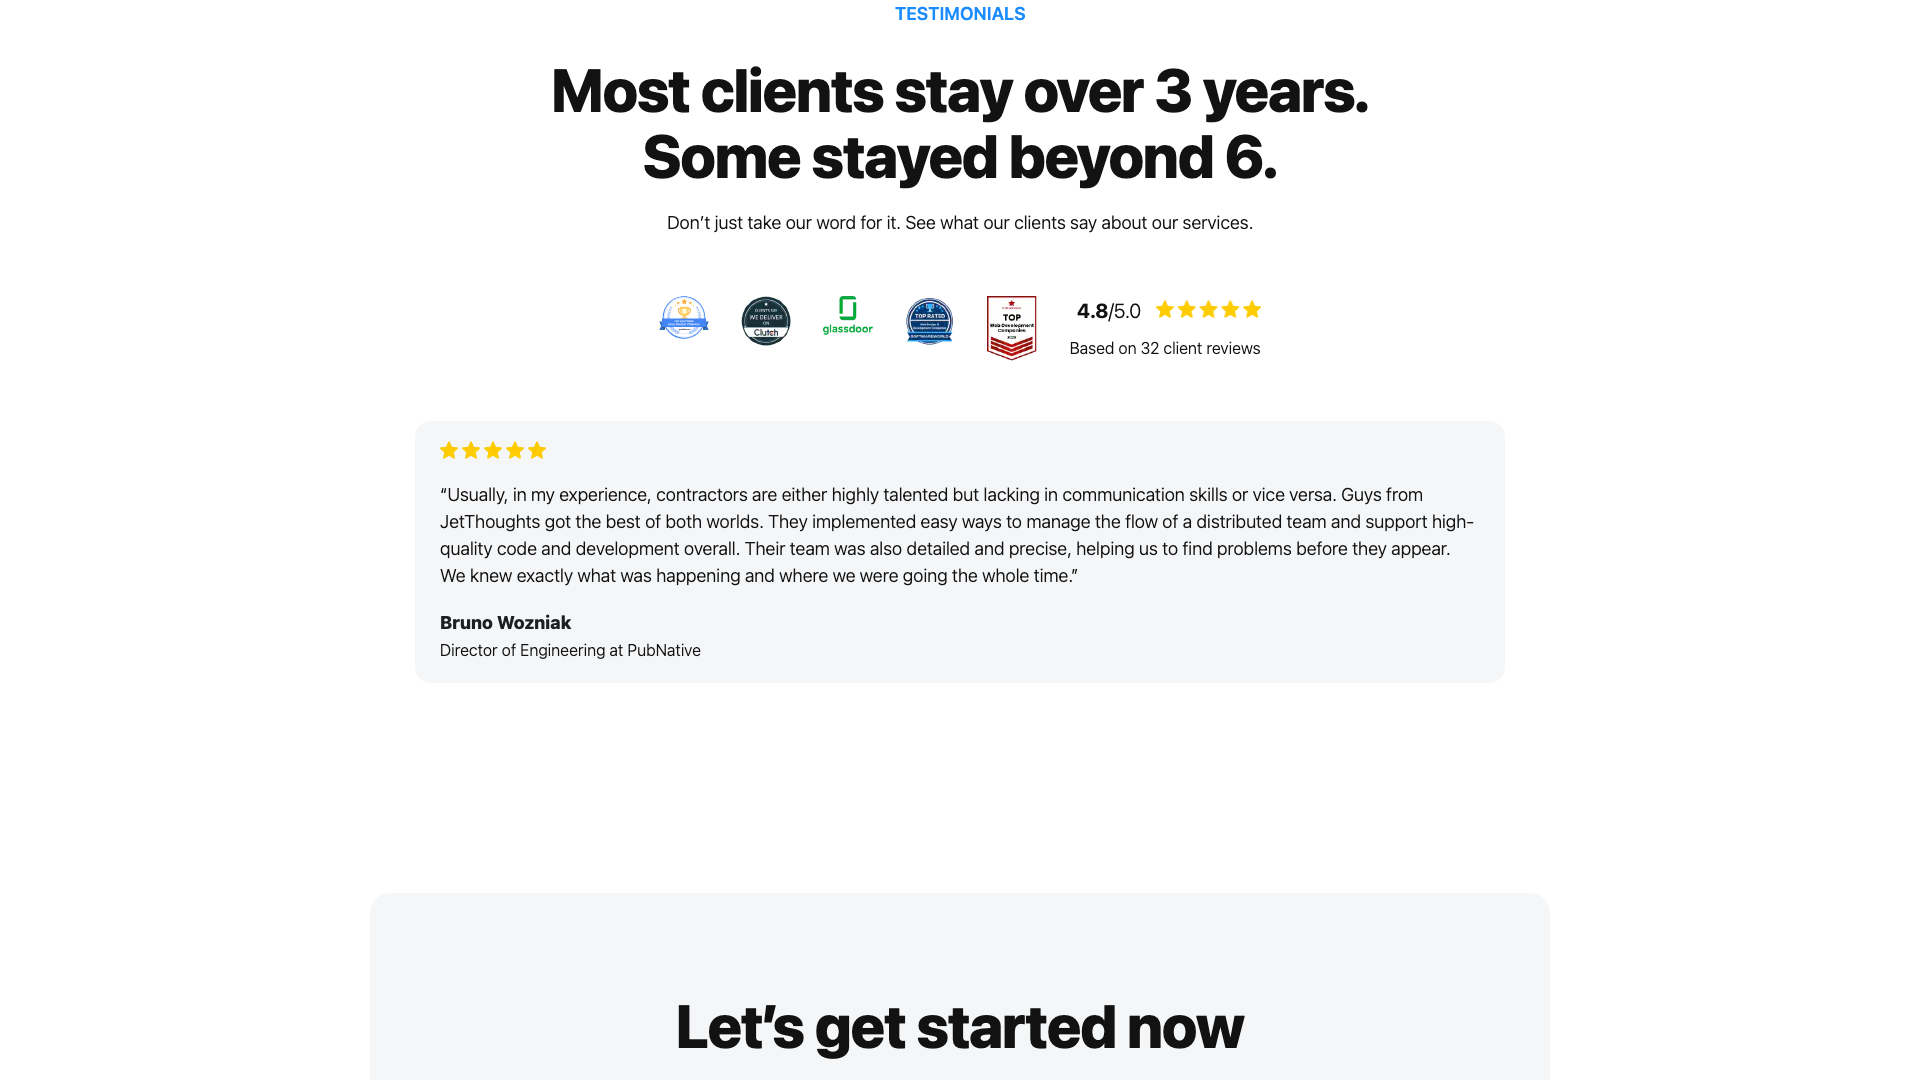 TESTIMONIALS
Most clients stay over 3 years.
Some stayed beyond 6.
Don’t just take our word for it. See what our clients say about our services.
CLIENTS SAY
WE DELIVER
ON
Clutch
glassdoor
TOP RATED
SOFTWAREWORLD
TOP
Web Development
Companies
4.8/5.0
Based on 32 client reviews
“Usually, in my experience, contractors are either highly talented but lacking in communication skills or vice versa. Guys from
JetThoughts got the best of both worlds. They implemented easy ways to manage the flow of a distributed team and support high-
quality code and development overall. Their team was also detailed and precise, helping us to find problems before they appear.
We knew exactly what was happening and where we were going the whole time.”
Bruno Wozniak
Director of Engineering at PubNative
Let’s get started now